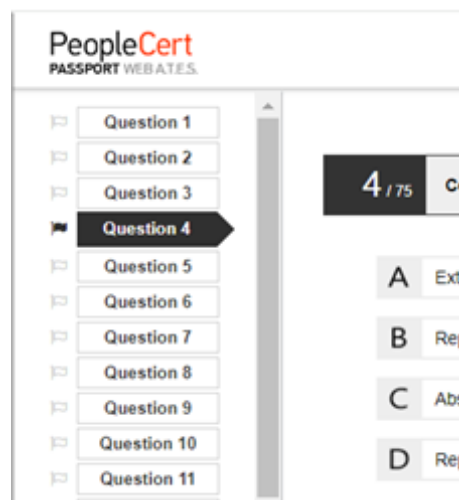 PeopleCert
PASSPORT WEB A.T.E.S.
Question 1
Question 2
Question 3
Question 4
Question 5
Question 6
Question 7
Question 8
Question 9
Question 10
Question 11
4 / 75
A
B
C
D